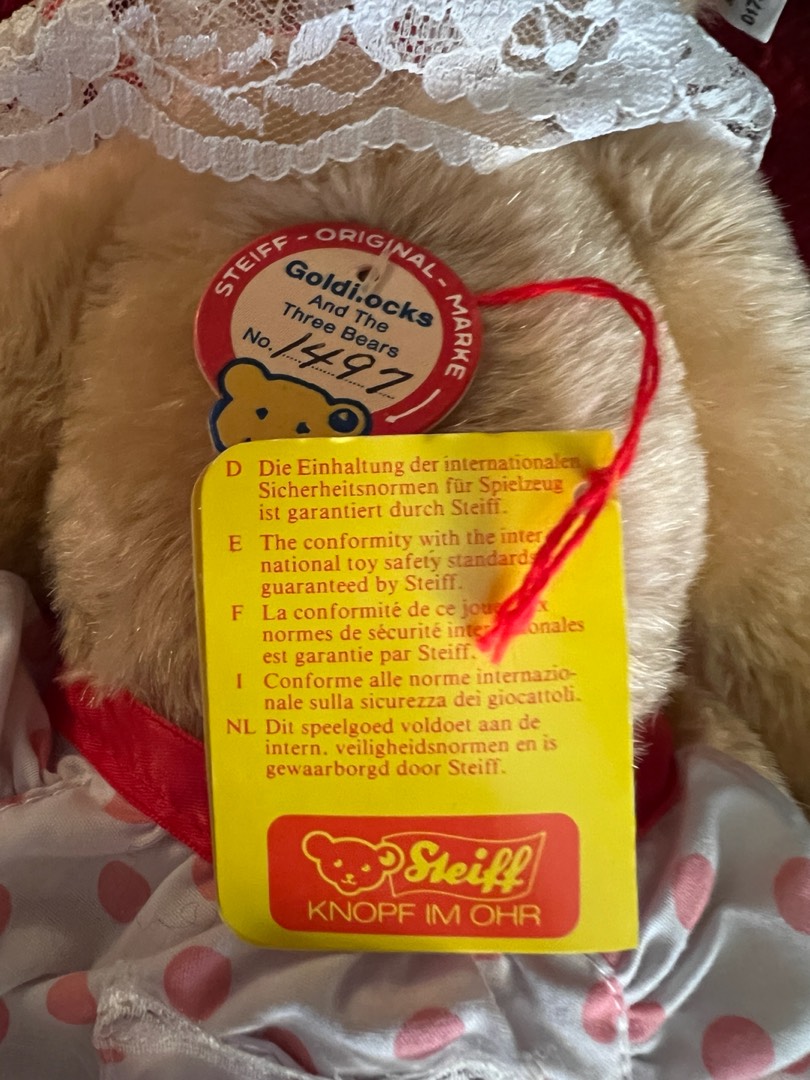 017
STEIFF - ORIGINAL - MARKE
Goldi.ocks
And The
Three Bears
No. 1497
D Die Einhaltung der internationalen
Sicherheitsnormen für Spielzeug
ist garantiert durch Steiff.
E The conformity with the inter
national toy safety standards
guaranteed by Steiff.
F La conformité de ce
normes de sécurité
est garantie par Steiff.
I Conforme alle norme internazio-
nale sulla sicurezza dei giocattoli.
NL Dit speelgoed voldoet aan de
intern. veiligheidsnormen en is
gewaarborgd door Steiff.
Steiff
KNOPF IM OHR